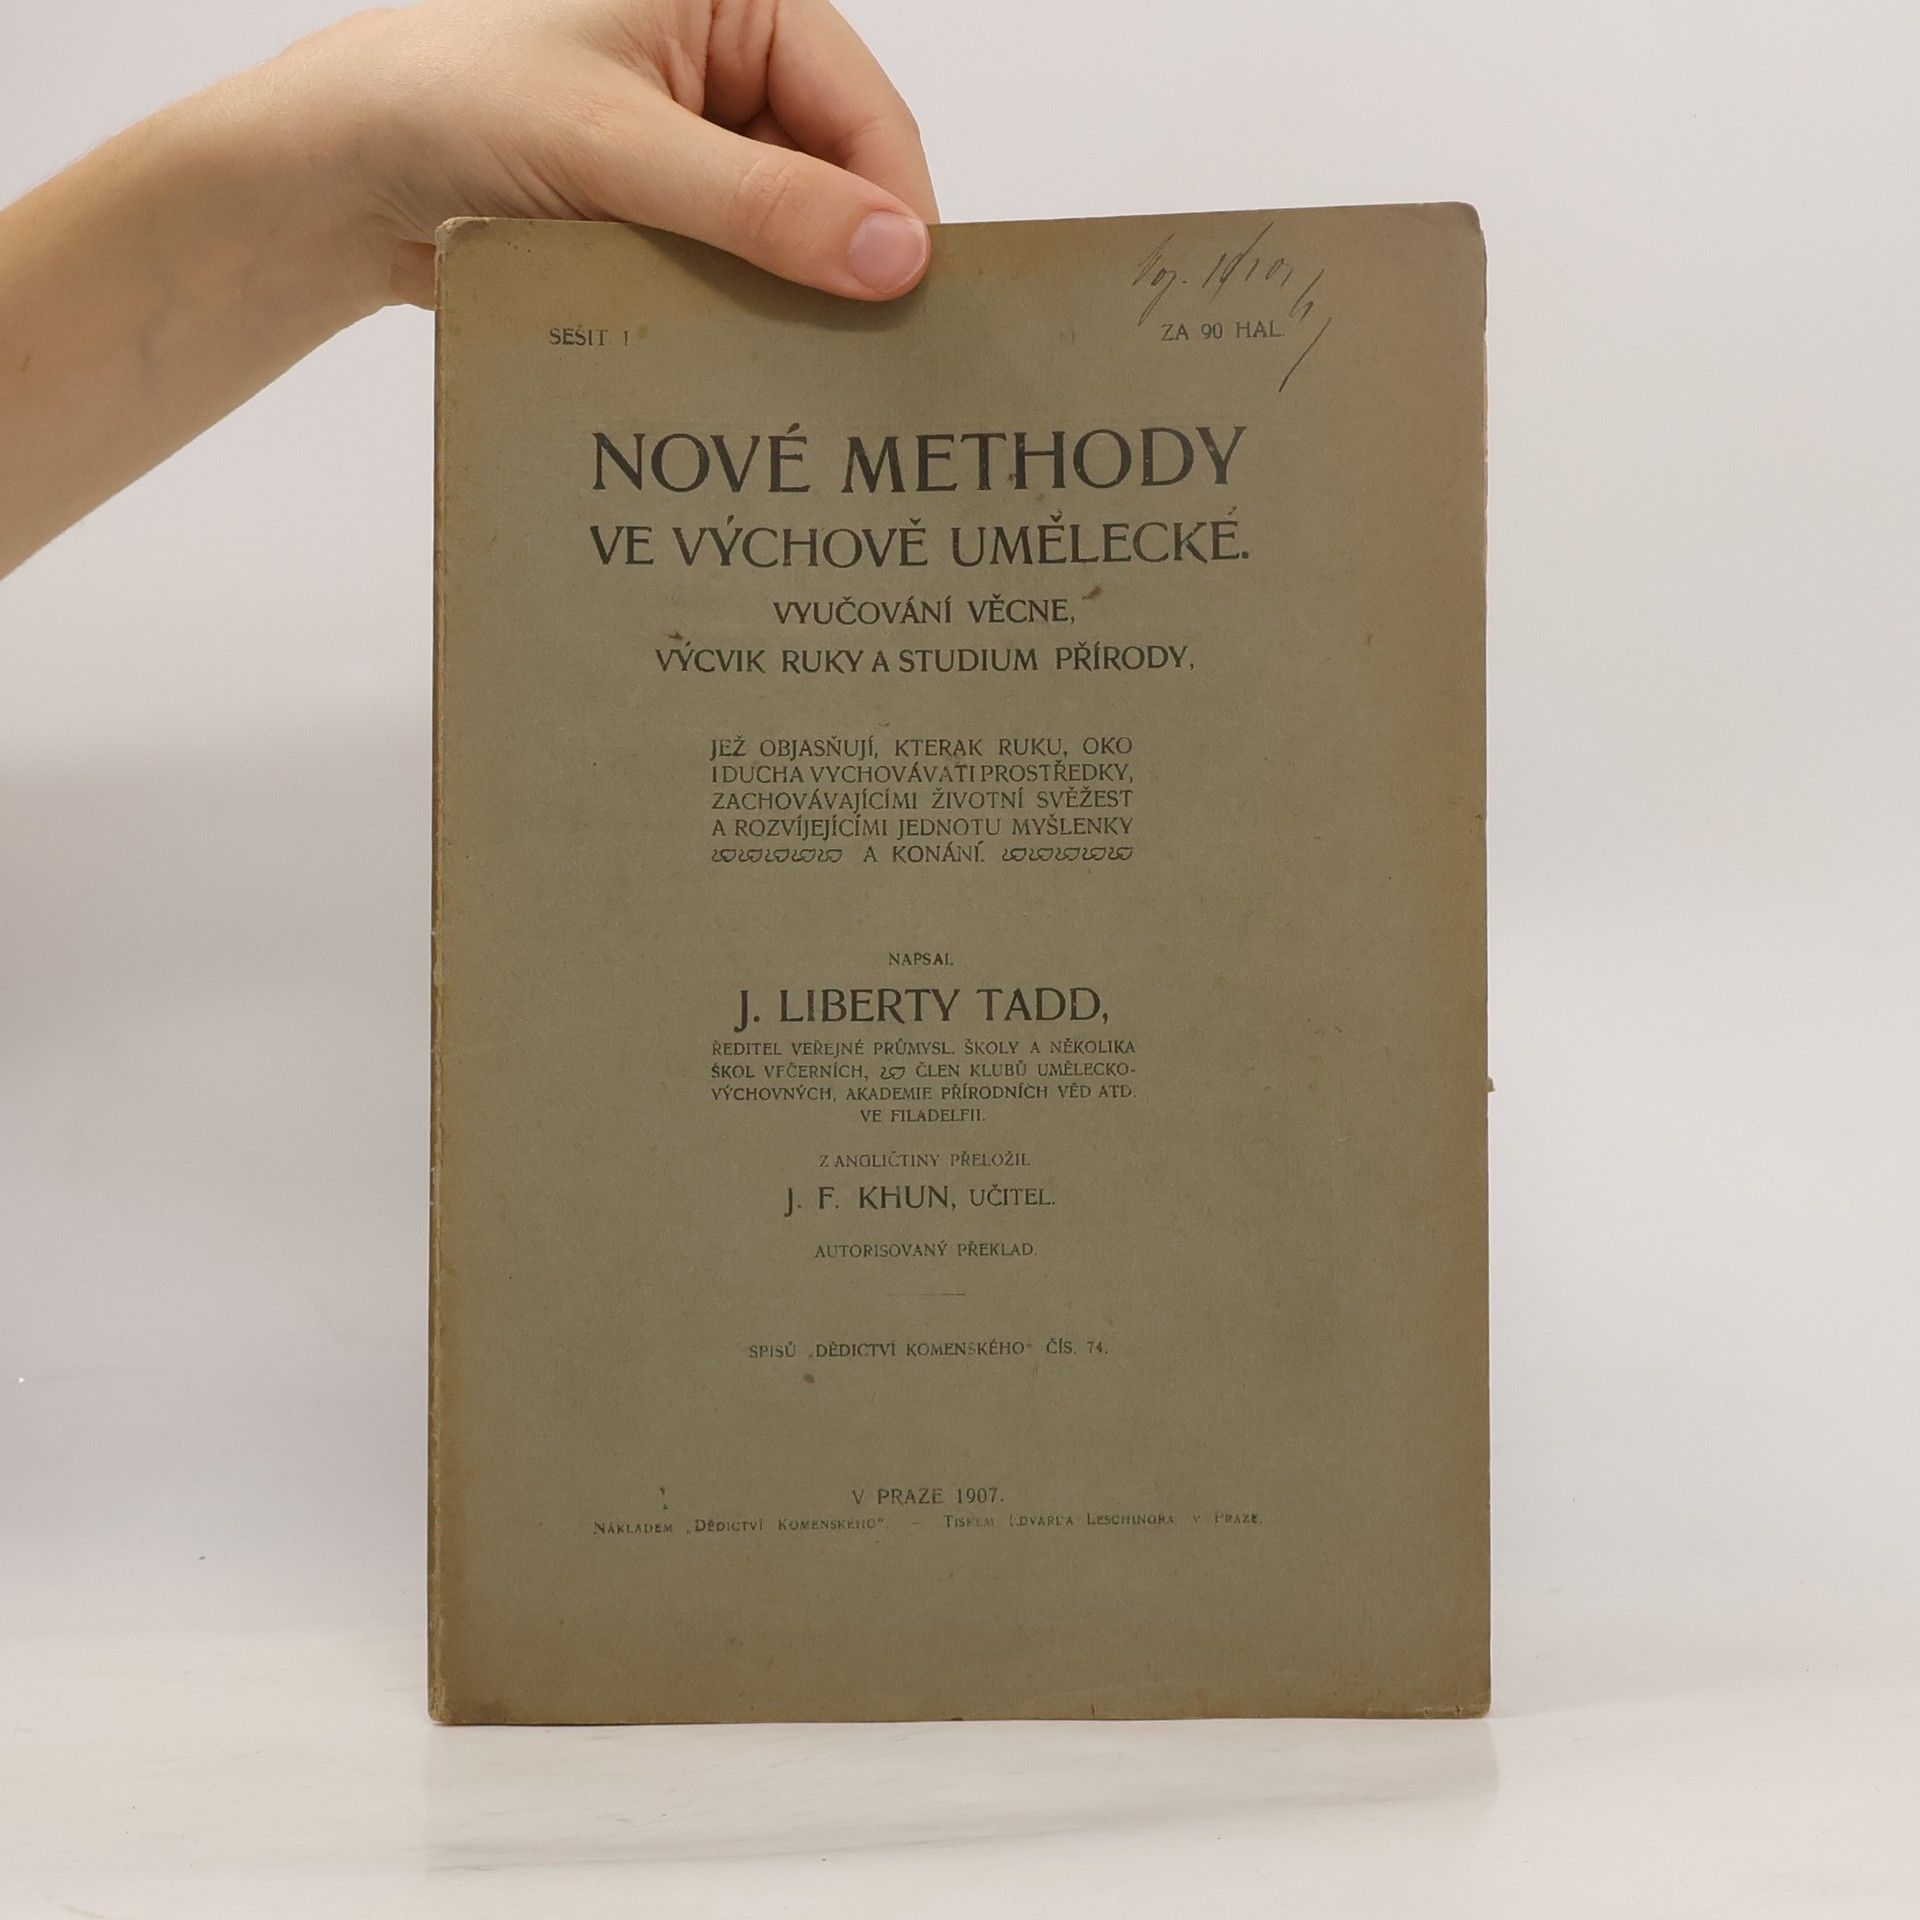 SEŠIT I.
ZA 90 HAL.
NOVÉ METHODY
VE VÝCHOVĚ UMĚLECKÉ.
VYUČOVÁNÍ VĚCNE,
VÝCVIK RUKY A STUDIUM PŘÍRODY,
JEŽ OBJASŇUJÍ, KTERAK RUKU, OKO
I DUCHA VYCHOVÁVATI PROSTŘEDKY,
ZACHOVÁVAJÍCÍMI ŽIVOTNÍ SVĚŽEST
A ROZVÍJEJÍCÍMI JEDNOTU MYŠLENKY
A KONÁNÍ.
NAPSAL
J. LIBERTY TADD,
ŘEDITEL VEŘEJNÉ PRŮMYSL. ŠKOLY A NĚKOLIKA
ŠKOL VEČERNÍCH, ČLEN KLUBŮ UMĚLECKO-
VÝCHOVNÝCH, AKADEMIE PŘÍRODNÍCH VĚD ATD.
VE FILADELFII.
Z ANGLIČTINY PŘELOŽIL
J. F. KHUN, UČITEL.
AUTORISOVANÝ PŘEKLAD.
SPISŮ „DĚDICTVÍ KOMENSKÉHO“ ČÍS. 74.
V PRAZE 1907.
NÁKLADEM „DĚDICTVÍ KOMENSKÉHO“. — TISKEM EDVARDA LESCHINGRA V PRAZE.